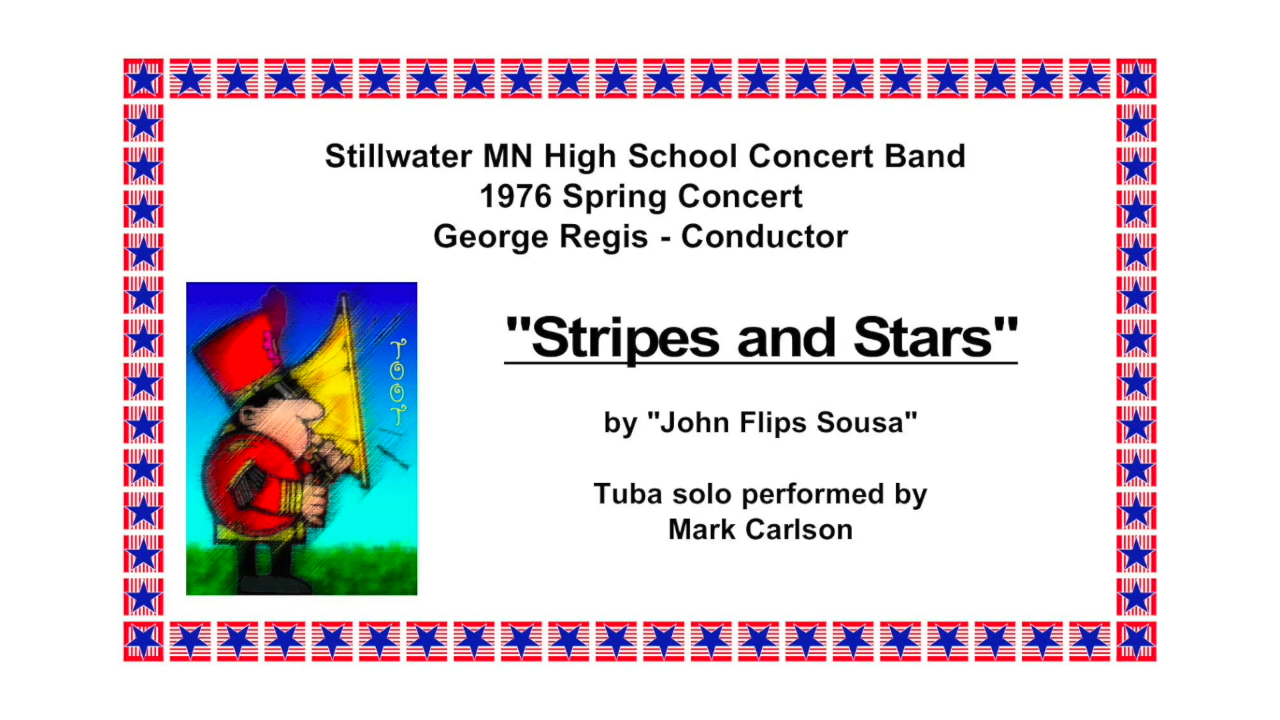 Stillwater MN High School Concert Band
1976 Spring Concert
George Regis - Conductor
"Stripes and Stars"
by "John Flips Sousa"
Tuba solo performed by
Mark Carlson
TOOT